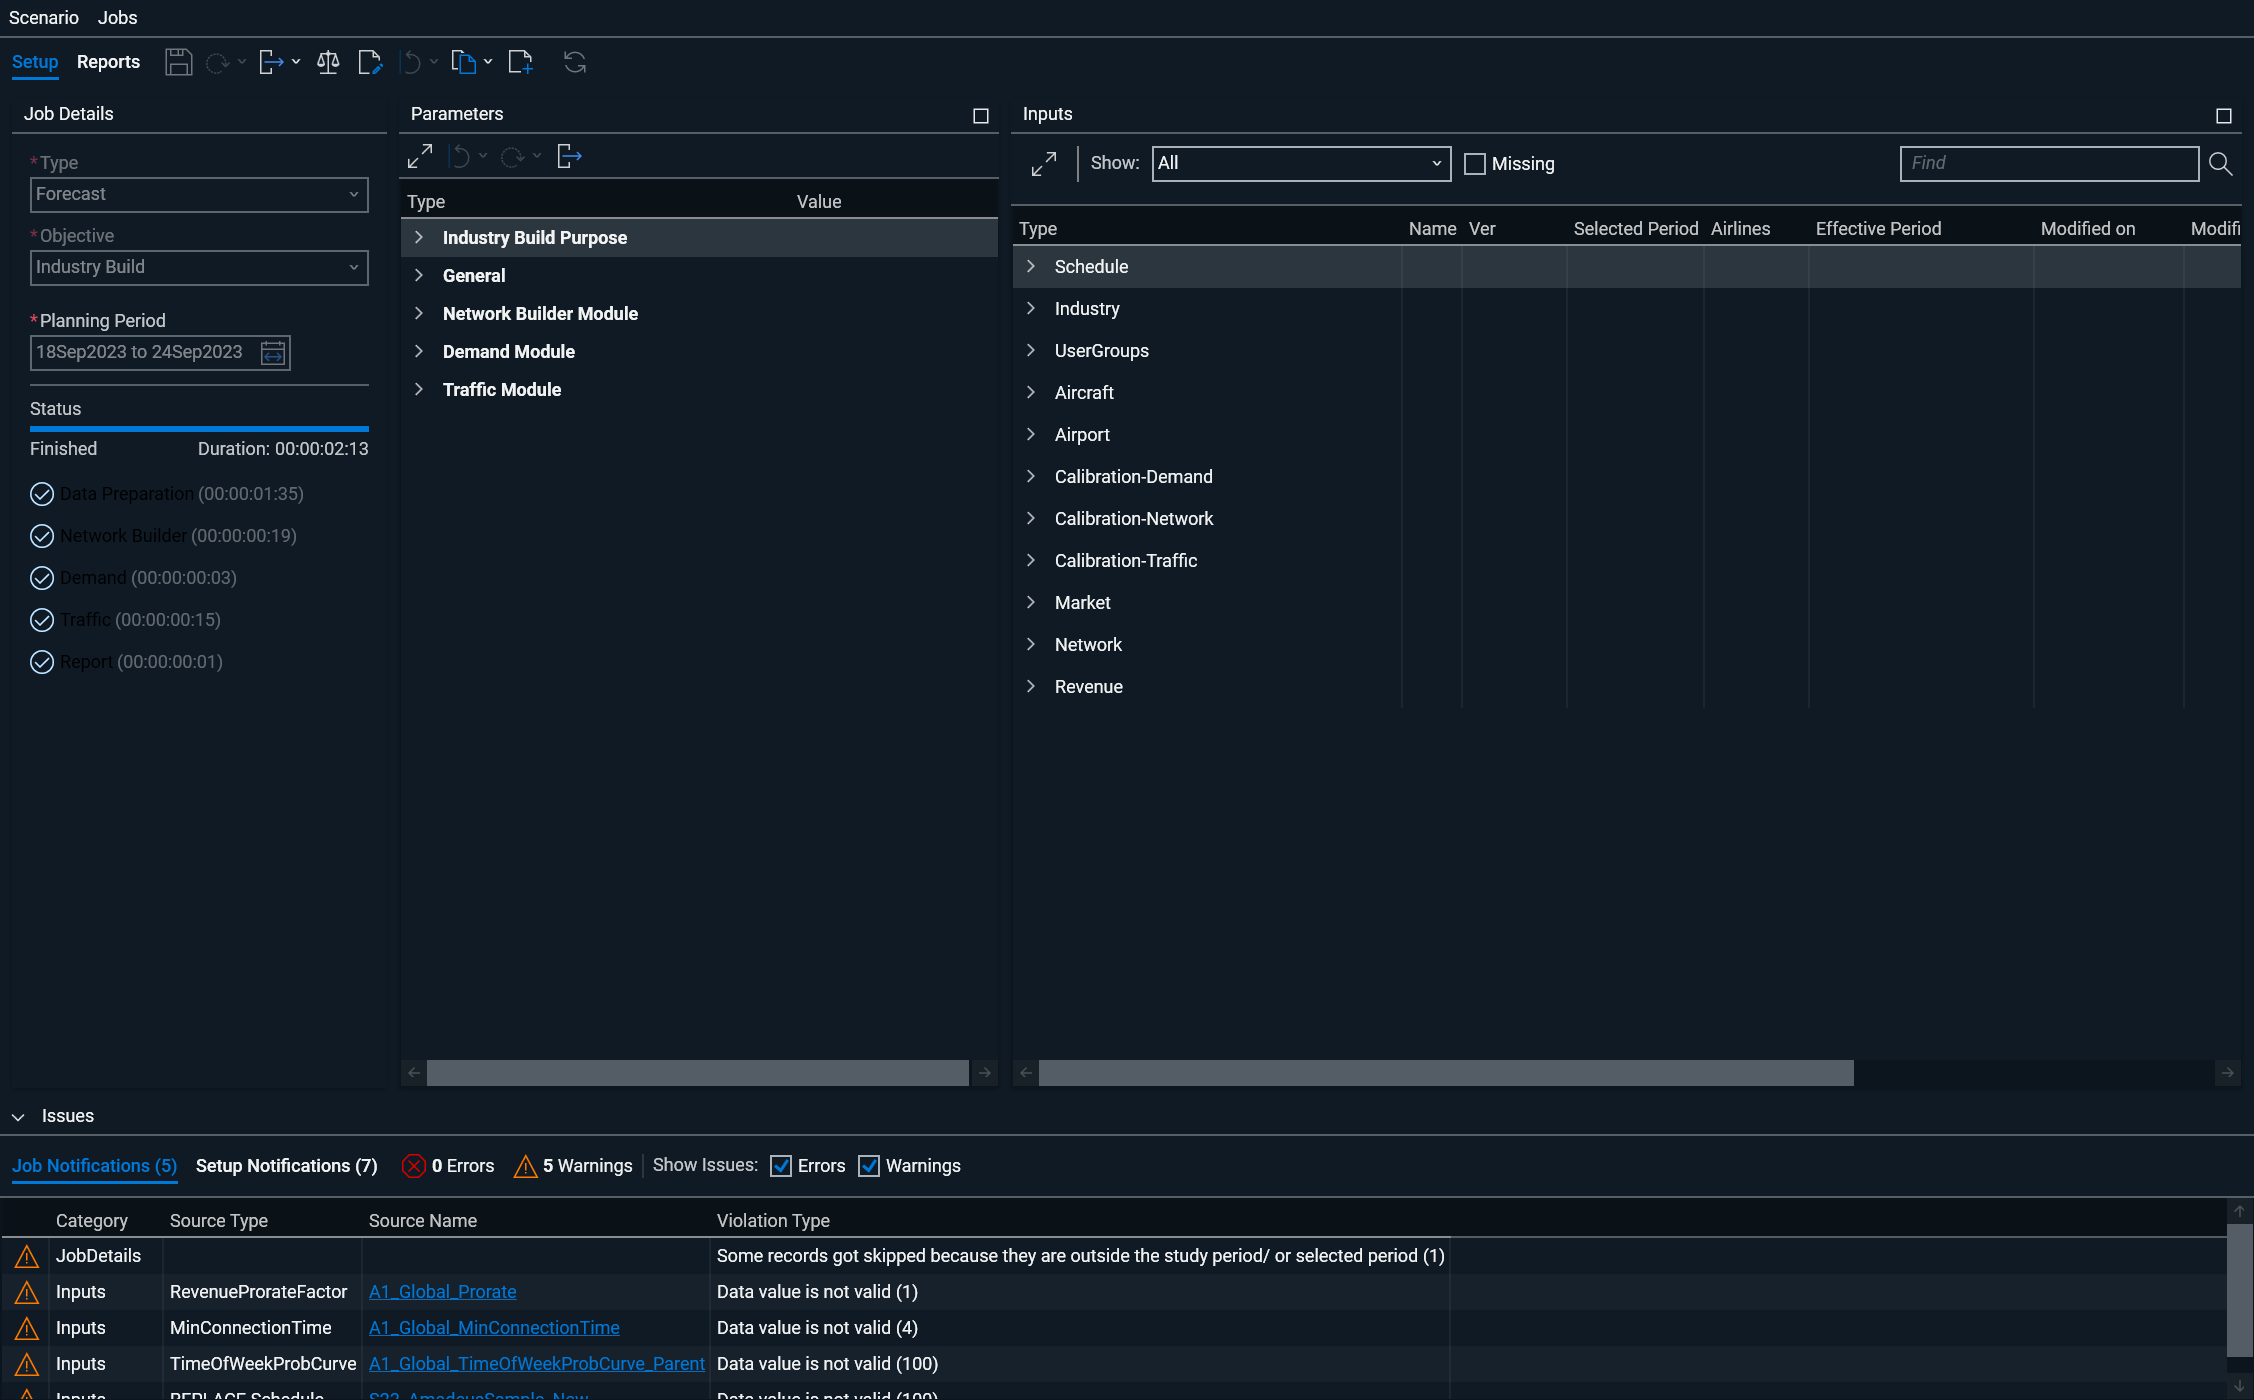 Scenario Jobs
Setup Reports
Job Details
*Type
Forecast
*Objective
Industry Build
*Planning Period
18Sep2023 to 24Sep2023
Status
Finished Duration: 00:00:02:13
Data Preparation (00:00:01:35)
Network Builder (00:00:00:19)
Demand (00:00:00:03)
Traffic (00:00:00:15)
Report (00:00:00:01)
Parameters
Type Value
Industry Build Purpose
General
Network Builder Module
Demand Module
Traffic Module
Inputs
Show: All Missing Find
Type Name Ver Selected Period Airlines Effective Period Modified on Modifi
Schedule
Industry
UserGroups
Aircraft
Airport
Calibration-Demand
Calibration-Network
Calibration-Traffic
Market
Network
Revenue
Issues
Job Notifications (5) Setup Notifications (7) 0 Errors 5 Warnings Show Issues: Errors Warnings
Category Source Type Source Name Violation Type
JobDetails Some records got skipped because they are outside the study period/ or selected period (1)
Inputs RevenueProrateFactor A1_Global_Prorate Data value is not valid (1)
Inputs MinConnectionTime A1_Global_MinConnectionTime Data value is not valid (4)
Inputs TimeOfWeekProbCurve A1_Global_TimeOfWeekProbCurve_Parent Data value is not valid (100)
Inputs REPLACE Schedule Data value is not valid (100)